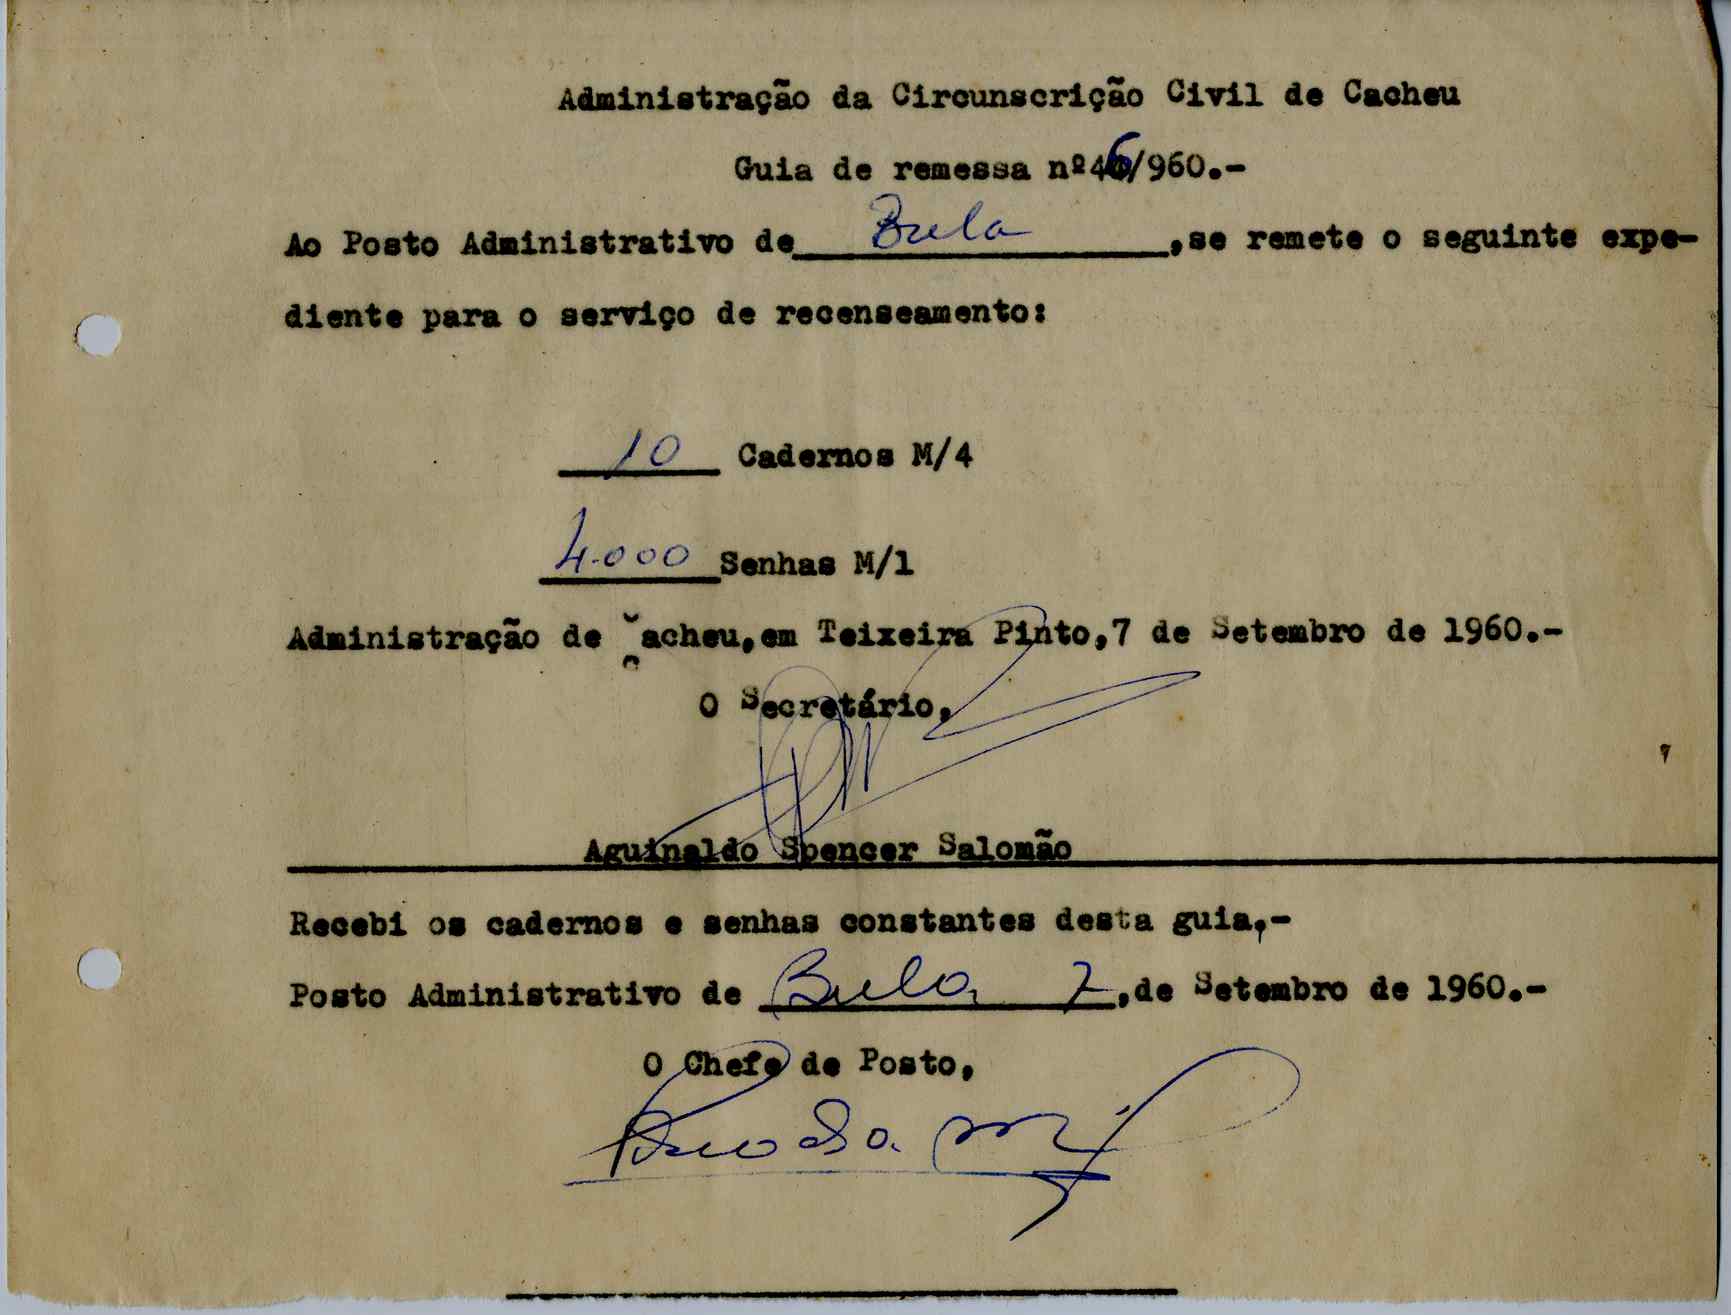 Administração da Circunscrição Civil de Cacheu
Guia de remessa nº46/960.-
Ao Posto Administrativo de Bula ,se remete o seguinte expe-
diente para o serviço de recenseamento:
10 Cadernos M/4
4.000 Senhas M/1
Administração de Cacheu,em Teixeira Pinto,7 de Setembro de 1960.-
O Secretário,
Aguinaldo Spencer Salomão
Recebi os cadernos e senhas constantes desta guia,-
Posto Administrativo de Bula, 7,de Setembro de 1960.-
O Chefe de Posto,